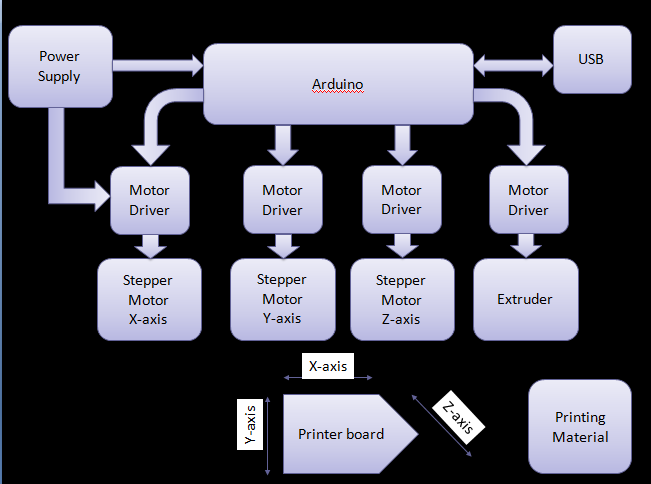 Power
Supply
Arduino
USB
Motor
Driver
Motor
Driver
Motor
Driver
Motor
Driver
Stepper
Motor
X-axis
Stepper
Motor
Y-axis
Stepper
Motor
Z-axis
Extruder
X-axis
Y-axis
Printer board
Z-axis
Printing
Material